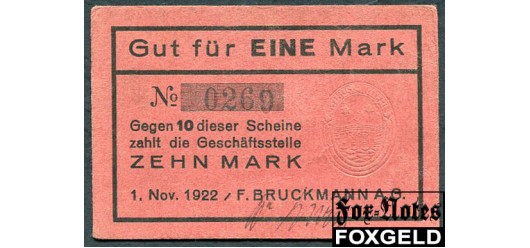 Gut für EINE Mark
№ 0260
Gegen 10 dieser Scheine
zahlt die Geschäftsstelle
ZEHN MARK
1. Nov. 1922 / F. BRUCKMANN A.G.
Fox-Notes
FOXGELD